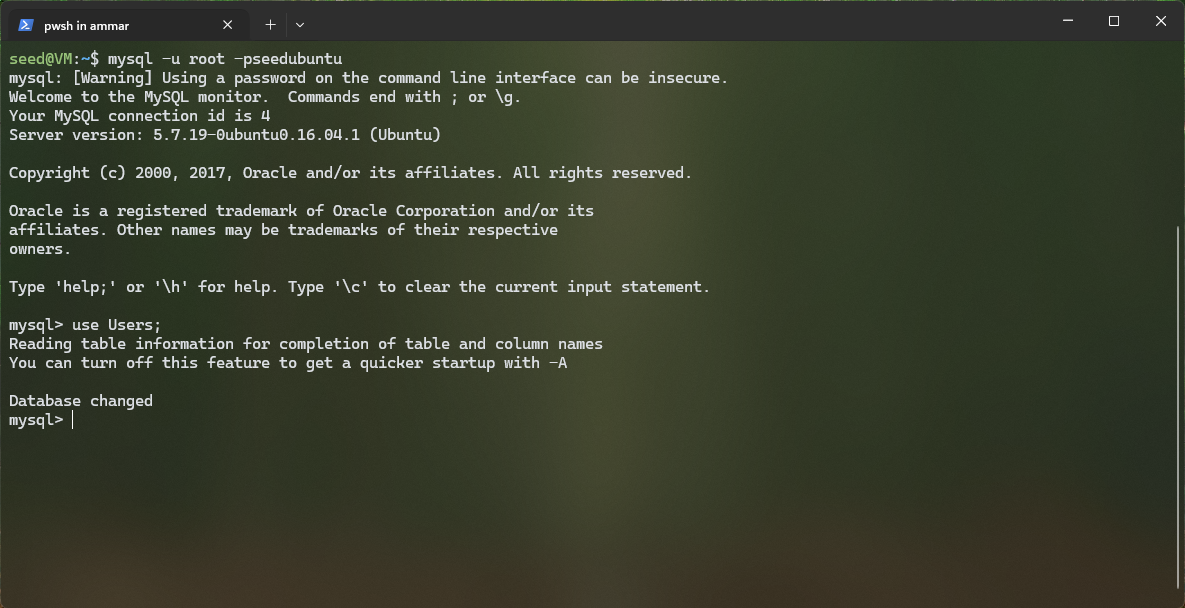 pwsh in ammar
seed@VM:~$ mysql -u root -pseedubuntu
mysql: [Warning] Using a password on the command line interface can be insecure.
Welcome to the MySQL monitor.  Commands end with ; or \g.
Your MySQL connection id is 4
Server version: 5.7.19-0ubuntu0.16.04.1 (Ubuntu)
Copyright (c) 2000, 2017, Oracle and/or its affiliates. All rights reserved.
Oracle is a registered trademark of Oracle Corporation and/or its
affiliates. Other names may be trademarks of their respective
owners.
Type 'help;' or '\h' for help. Type '\c' to clear the current input statement.
mysql> use Users;
Reading table information for completion of table and column names
You can turn off this feature to get a quicker startup with -A
Database changed
mysql>